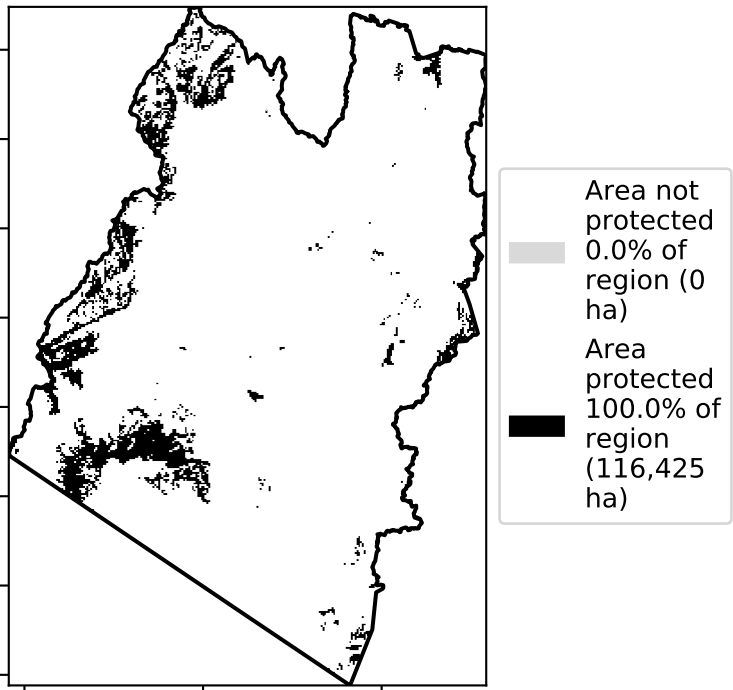 Area not
protected
0.0% of
region (0
ha)
Area
protected
100.0% of
region
(116,425
ha)